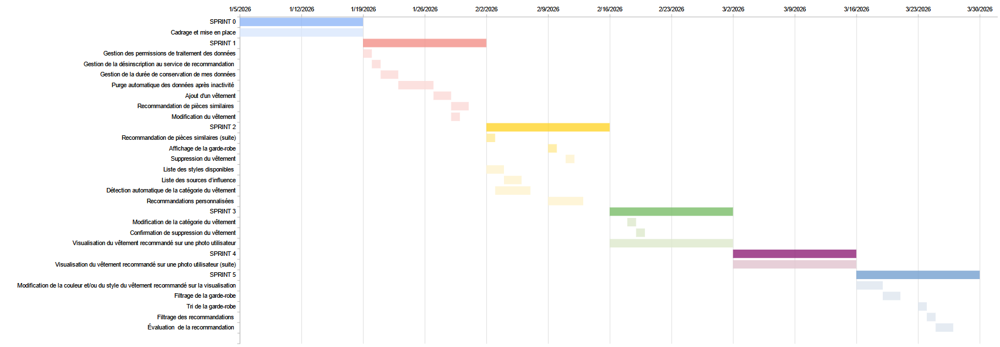 1/5/2026 1/12/2026 1/19/2026 1/26/2026 2/2/2026 2/9/2026 2/16/2026 2/23/2026 3/2/2026 3/9/2026 3/16/2026 3/23/2026 3/30/2026
SPRINT 0
Cadrage et mise en place
SPRINT 1
Gestion des permissions de traitement des données
Gestion de la désinscription au service de recommandation
Gestion de la durée de conservation de mes données
Purge automatique des données après inactivité
Ajout d'un vêtement
Recommandation de pièces similaires
Modification du vêtement
SPRINT 2
Recommandation de pièces similaires (suite)
Affichage de la garde-robe
Suppression du vêtement
Liste des styles disponibles
Liste des sources d'influence
Détection automatique de la catégorie du vêtement
Recommandations personnalisées
SPRINT 3
Modification de la catégorie du vêtement
Confirmation de suppression du vêtement
Visualisation du vêtement recommandé sur une photo utilisateur
SPRINT 4
Visualisation du vêtement recommandé sur une photo utilisateur (suite)
SPRINT 5
Modification de la couleur et/ou du style du vêtement recommandé sur la visualisation
Filtrage de la garde-robe
Tri de la garde-robe
Filtrage des recommandations
Évaluation de la recommandation